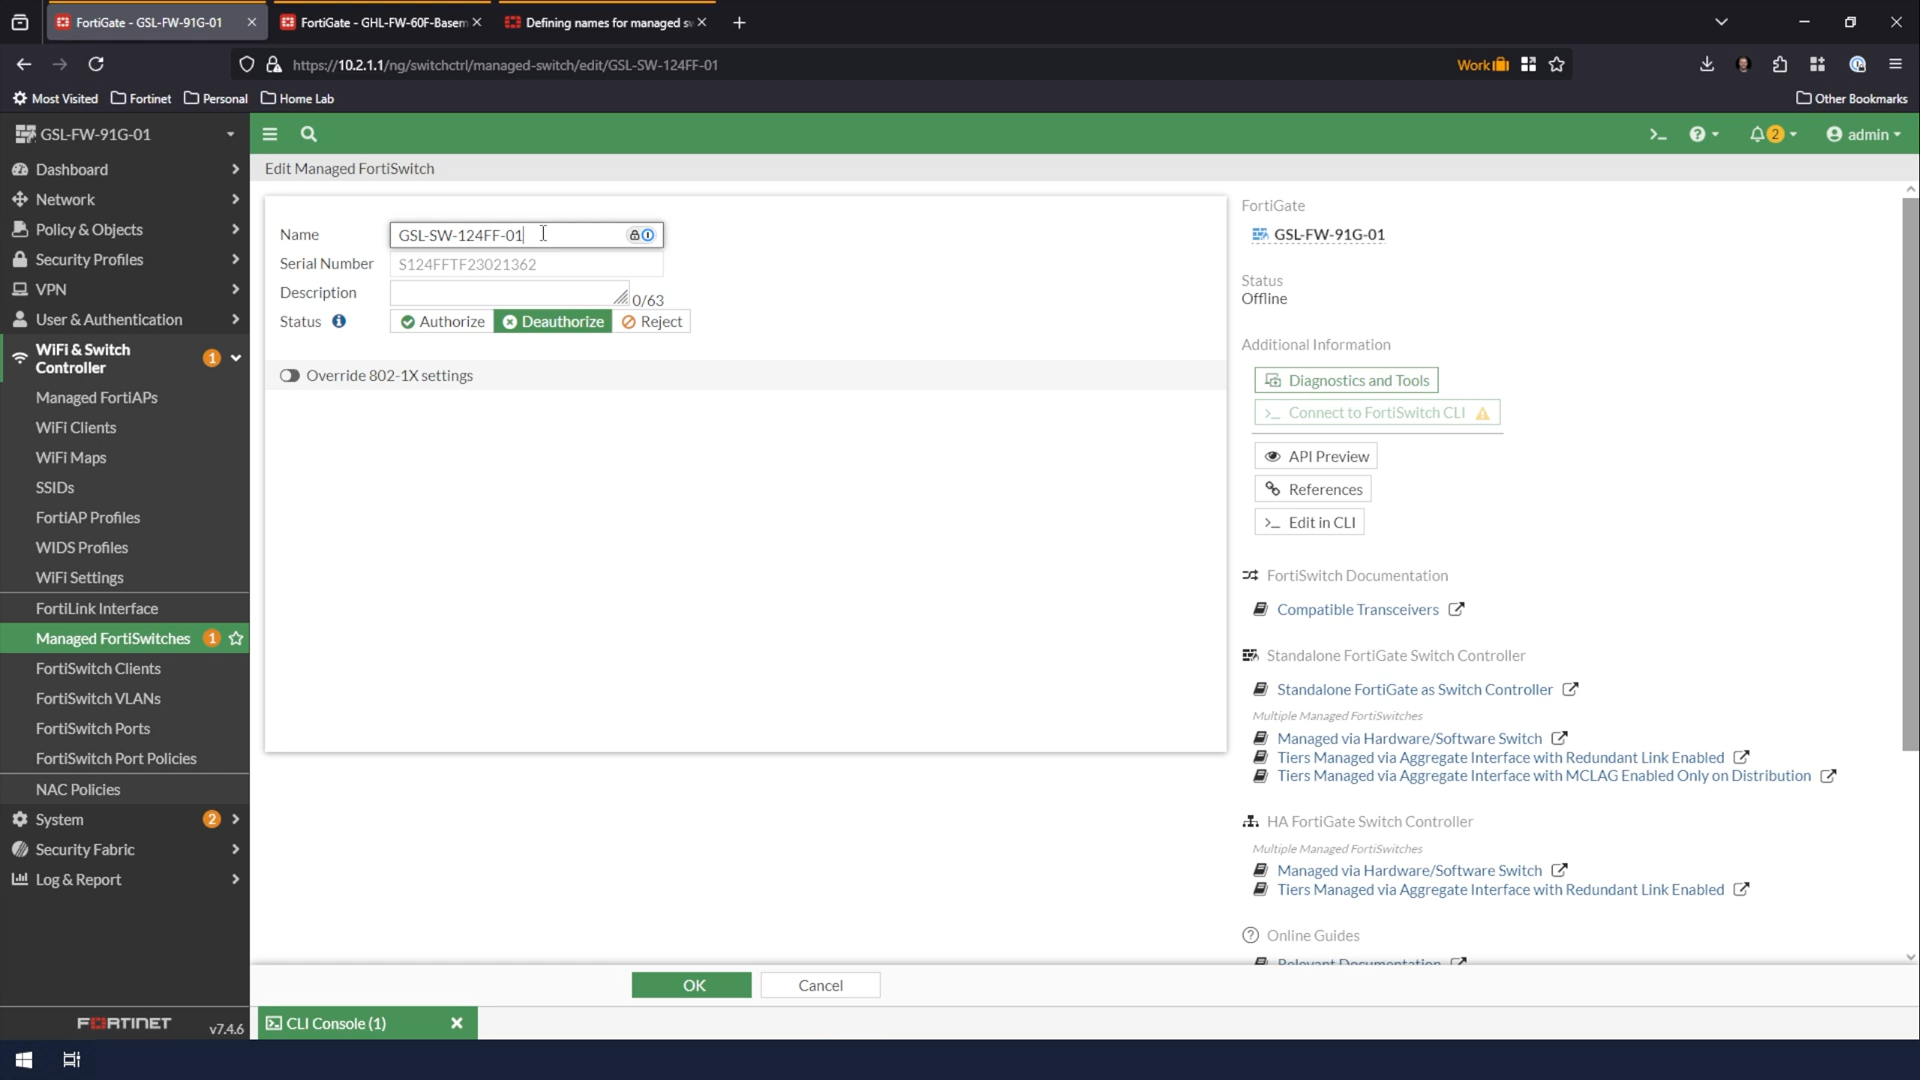 FortiGate - GSL-FW-91G-01
FortiGate - GHL-FW-60F-Basem
Defining names for managed sw
https://10.2.1.1/ng/switchctrl/managed-switch/edit/GSL-SW-124FF-01
Work
Most Visited
Fortinet
Personal
Home Lab
Other Bookmarks
GSL-FW-91G-01
2
admin
Dashboard
Network
Policy & Objects
Security Profiles
VPN
User & Authentication
WiFi & Switch
Controller
1
Managed FortiAPs
WiFi Clients
WiFi Maps
SSIDs
FortiAP Profiles
WIDS Profiles
WiFi Settings
FortiLink Interface
Managed FortiSwitches 1
FortiSwitch Clients
FortiSwitch VLANs
FortiSwitch Ports
FortiSwitch Port Policies
NAC Policies
System 2
Security Fabric
Log & Report
FORTINET v7.4.6
Edit Managed FortiSwitch
Name GSL-SW-124FF-01
Serial Number S124FFTF23021362
Description 0/63
Status Authorize Deauthorize Reject
Override 802-1X settings
FortiGate
GSL-FW-91G-01
Status
Offline
Additional Information
Diagnostics and Tools
>_ Connect to FortiSwitch CLI
API Preview
References
>_ Edit in CLI
FortiSwitch Documentation
Compatible Transceivers
Standalone FortiGate Switch Controller
Standalone FortiGate as Switch Controller
Multiple Managed FortiSwitches
Managed via Hardware/Software Switch
Tiers Managed via Aggregate Interface with Redundant Link Enabled
Tiers Managed via Aggregate Interface with MCLAG Enabled Only on Distribution
HA FortiGate Switch Controller
Multiple Managed FortiSwitches
Managed via Hardware/Software Switch
Tiers Managed via Aggregate Interface with Redundant Link Enabled
Online Guides
Relevant Documentation
OK
Cancel
CLI Console (1)